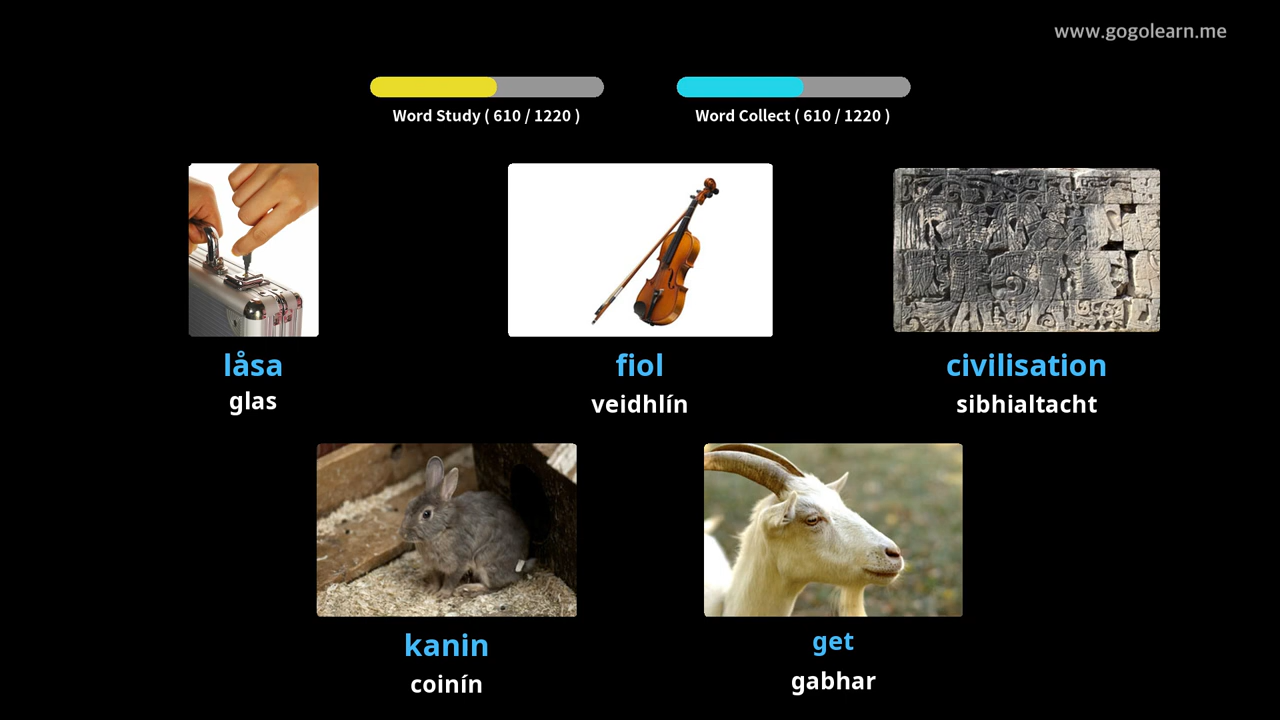 www.gogolearn.me
Word Study ( 610 / 1220 )
Word Collect ( 610 / 1220 )
låsa
glas
fiol
veidhlín
civilisation
sibhialtacht
kanin
coinín
get
gabhar